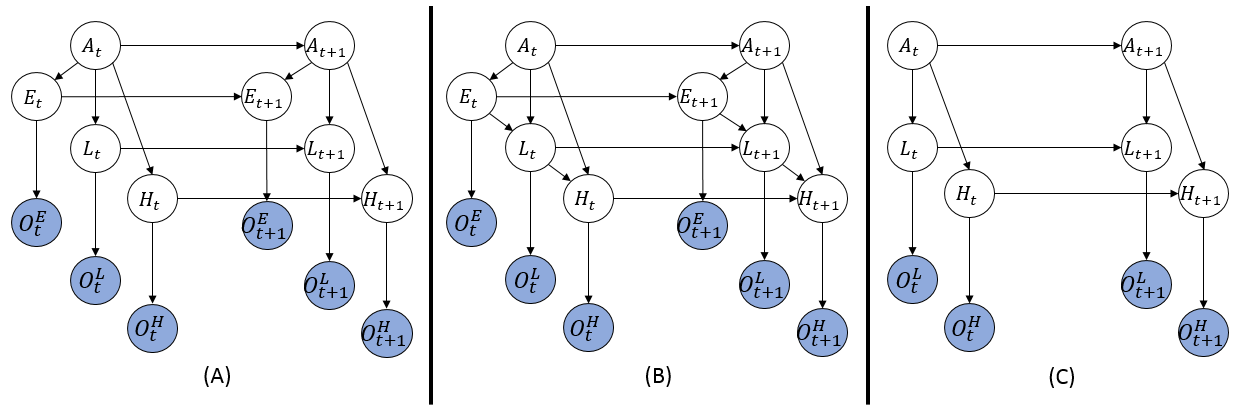 A_t A_{t+1} E_t E_{t+1} L_t L_{t+1} H_t H_{t+1} O_t^E O_{t+1}^E O_t^L O_{t+1}^L O_t^H O_{t+1}^H
(A)
A_t A_{t+1} E_t E_{t+1} L_t L_{t+1} H_t H_{t+1} O_t^E O_{t+1}^E O_t^L O_{t+1}^L O_t^H O_{t+1}^H
(B)
A_t A_{t+1} L_t L_{t+1} H_t H_{t+1} O_t^L O_{t+1}^L O_t^H O_{t+1}^H
(C)